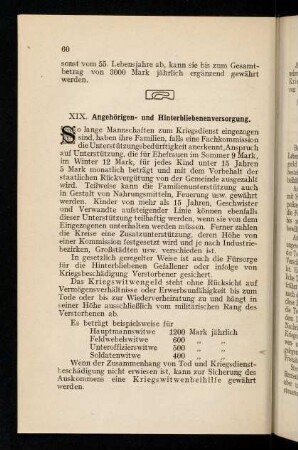 60
sonst vom 55. Lebensjahre ab, kann sie bis zum Gesamt-
betrag von 3000 Mark jährlich ergänzend gewährt
werden.
XIX. Angehörigen- und Hinterbliebenenversorgung.
So lange Mannschaften zum Kriegsdienst eingezogen
sind, haben ihre Familien, falls eine Fachkommission
die Unterstützungsbedürftigkeit anerkennt, Anspruch
auf Unterstützung, die für Ehefrauen im Sommer 9 Mark,
im Winter 12 Mark, für jedes Kind unter 15 Jahren
5 Mark monatlich beträgt und mit dem Vorbehalt der
staatlichen Rückvergütung von der Gemeinde ausgezahlt
wird. Teilweise kann die Familienunterstützung auch
in Gestalt von Nahrungsmitteln, Feuerung usw. gewährt
werden. Kinder von mehr als 15 Jahren, Geschwister
und Verwandte aufsteigender Linie können ebenfalls
dieser Unterstützung teilhaftig werden, wenn sie von dem
Eingezogenen unterhalten werden müssen. Ferner zahlen
die Kreise eine Zusatzunterstützung, deren Höhe von
einer Kommission festgesetzt wird und je nach Industrie-
bezirken, Großstädten usw. verschieden ist.
In gesetzlich geregelter Weise ist auch die Fürsorge
für die Hinterbliebenen Gefallener oder infolge von
Kriegsbeschädigung Verstorbener gesichert.
Das Kriegswitwengeld steht ohne Rücksicht auf
Vermögensverhältnisse oder Erwerbsunfähigkeit bis zum
Tode oder bis zur Wiederverheiratung zu und hängt in
seiner Höhe ausschließlich vom militärischen Rang des
Verstorbenen ab.
Es beträgt beispielsweise für
Hauptmannswitwe 1200 Mark jährlich
Feldwebelswitwe 600 „ „
Unteroffizierswitwe 500 „ „
Soldatenwitwe 400 „ „
Wenn der Zusammenhang von Tod und Kriegsdienst-
beschädigung nicht erwiesen ist, kann zur Sicherung des
Auskommens eine Kriegswitwenbeihilfe gewährt
werden.